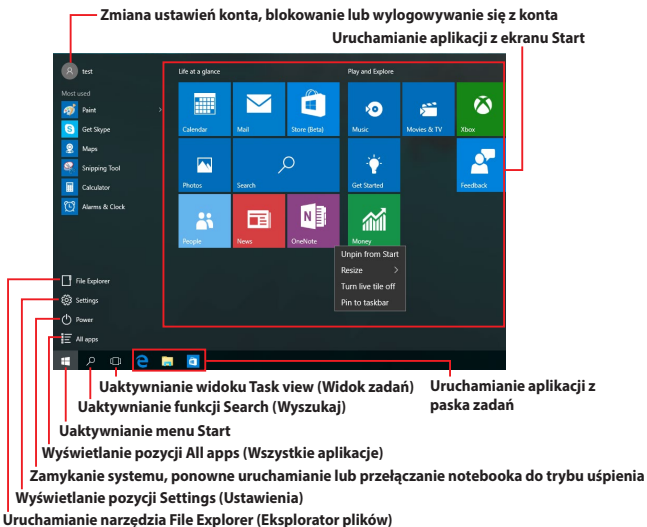 Zmiana ustawień konta, blokowanie lub wylogowywanie się z konta
Uruchamianie aplikacji z ekranu Start
test
Most used
Paint
Get Skype
Maps
Snipping Tool
Calculator
Alarms & Clock
File Explorer
Settings
Power
All apps
Life at a glance
Calendar
Mail
Store (Beta)
Photos
Search
People
News
OneNote
Play and Explore
Music
Movies & TV
Xbox
Get Started
Feedback
Money
Unpin from Start
Resize
Turn live tile off
Pin to taskbar
Uaktywnianie widoku Task view (Widok zadań)
Uruchamianie aplikacji z
paska zadań
Uaktywnianie funkcji Search (Wyszukaj)
Uaktywnianie menu Start
Wyświetlanie pozycji All apps (Wszystkie aplikacje)
Zamykanie systemu, ponowne uruchamianie lub przełączanie notebooka do trybu uśpienia
Wyświetlanie pozycji Settings (Ustawienia)
Uruchamianie narzędzia File Explorer (Eksplorator plików)